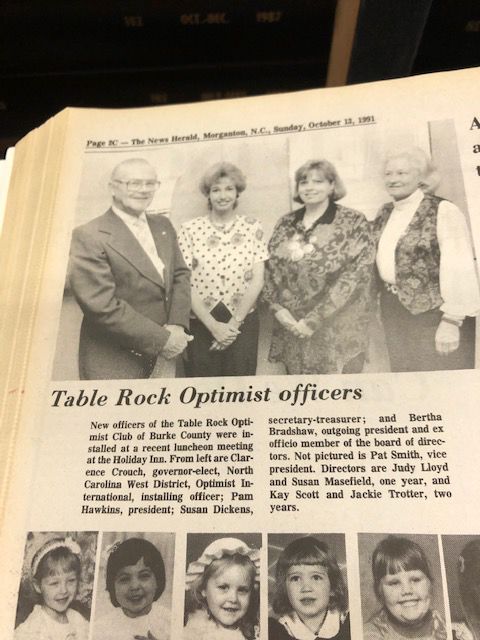 OCT.-DEC. 1987
Page 2C — The News Herald, Morganton, N.C., Sunday, October 13, 1991
A
a
t
Table Rock Optimist officers
New officers of the Table Rock Opti-
mist Club of Burke County were in-
stalled at a recent luncheon meeting
at the Holiday Inn. From left are Clar-
ence Crouch, governor-elect, North
Carolina West District, Optimist In-
ternational, installing officer; Pam
Hawkins, president; Susan Dickens,
secretary-treasurer; and Bertha
Bradshaw, outgoing president and ex
officio member of the board of direc-
tors. Not pictured is Pat Smith, vice
president. Directors are Judy Lloyd
and Susan Masefield, one year, and
Kay Scott and Jackie Trotter, two
years.